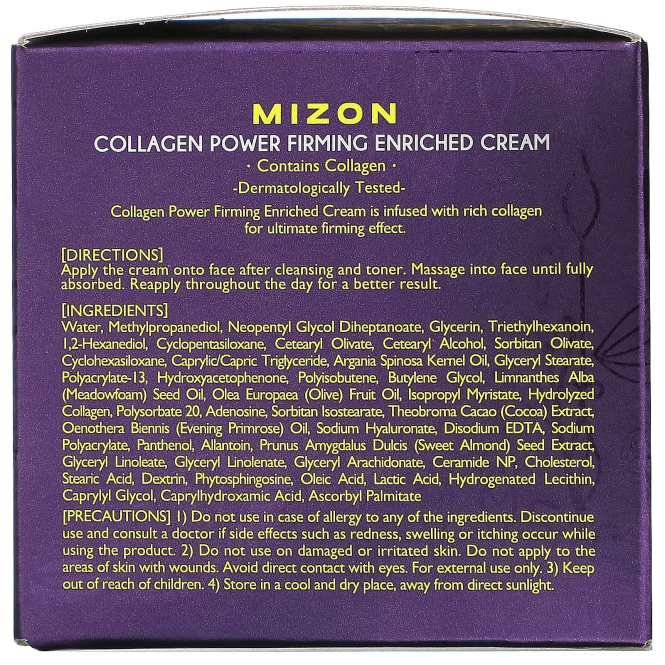 MIZON
COLLAGEN POWER FIRMING ENRICHED CREAM
· Contains Collagen ·
-Dermatologically Tested-
Collagen Power Firming Enriched Cream is infused with rich collagen
for ultimate firming effect.
[DIRECTIONS]
Apply the cream onto face after cleansing and toner. Massage into face until fully
absorbed. Reapply throughout the day for a better result.
[INGREDIENTS]
Water, Methylpropanediol, Neopentyl Glycol Diheptanoate, Glycerin, Triethylhexanoin,
1,2-Hexanediol, Cyclopentasiloxane, Cetearyl Olivate, Cetearyl Alcohol, Sorbitan Olivate,
Cyclohexasiloxane, Caprylic/Capric Triglyceride, Argania Spinosa Kernel Oil, Glyceryl Stearate,
Polyacrylate-13, Hydroxyacetophenone, Polyisobutene, Butylene Glycol, Limnanthes Alba
(Meadowfoam) Seed Oil, Olea Europaea (Olive) Fruit Oil, Isopropyl Myristate, Hydrolyzed
Collagen, Polysorbate 20, Adenosine, Sorbitan Isostearate, Theobroma Cacao (Cocoa) Extract,
Oenothera Biennis (Evening Primrose) Oil, Sodium Hyaluronate, Disodium EDTA, Sodium
Polyacrylate, Panthenol, Allantoin, Prunus Amygdalus Dulcis (Sweet Almond) Seed Extract,
Glyceryl Linoleate, Glyceryl Linolenate, Glyceryl Arachidonate, Ceramide NP, Cholesterol,
Stearic Acid, Dextrin, Phytosphingosine, Oleic Acid, Lactic Acid, Hydrogenated Lecithin,
Caprylyl Glycol, Caprylhydroxamic Acid, Ascorbyl Palmitate
[PRECAUTIONS] 1) Do not use in case of allergy to any of the ingredients. Discontinue
use and consult a doctor if side effects such as redness, swelling or itching occur while
using the product. 2) Do not use on damaged or irritated skin. Do not apply to the
areas of skin with wounds. Avoid direct contact with eyes. For external use only. 3) Keep
out of reach of children. 4) Store in a cool and dry place, away from direct sunlight.